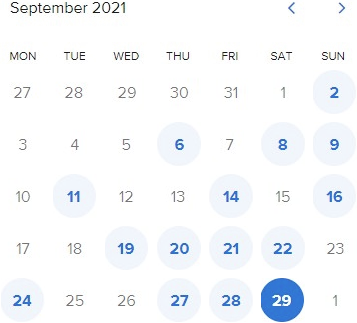 September 2021
MON TUE WED THU FRI SAT SUN
27 28 29 30 31 1 2
3 4 5 6 7 8 9
10 11 12 13 14 15 16
17 18 19 20 21 22 23
24 25 26 27 28 29 1